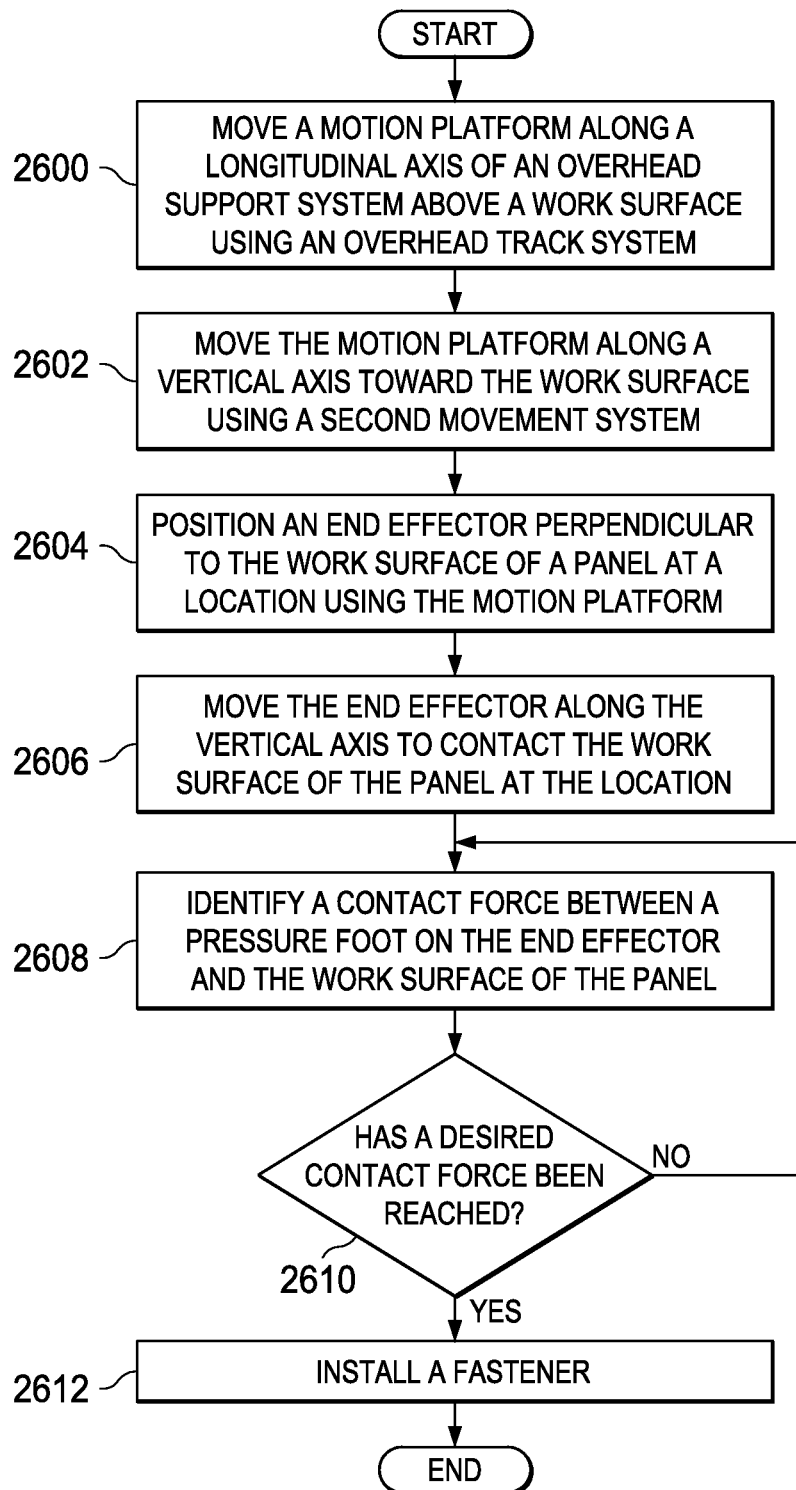 START
2600
MOVE A MOTION PLATFORM ALONG A
LONGITUDINAL AXIS OF AN OVERHEAD
SUPPORT SYSTEM ABOVE A WORK SURFACE
USING AN OVERHEAD TRACK SYSTEM
2602
MOVE THE MOTION PLATFORM ALONG A
VERTICAL AXIS TOWARD THE WORK SURFACE
USING A SECOND MOVEMENT SYSTEM
2604
POSITION AN END EFFECTOR PERPENDICULAR
TO THE WORK SURFACE OF A PANEL AT A
LOCATION USING THE MOTION PLATFORM
2606
MOVE THE END EFFECTOR ALONG THE
VERTICAL AXIS TO CONTACT THE WORK
SURFACE OF THE PANEL AT THE LOCATION
2608
IDENTIFY A CONTACT FORCE BETWEEN A
PRESSURE FOOT ON THE END EFFECTOR
AND THE WORK SURFACE OF THE PANEL
HAS A DESIRED
CONTACT FORCE BEEN
REACHED?
NO
2610
YES
2612
INSTALL A FASTENER
END